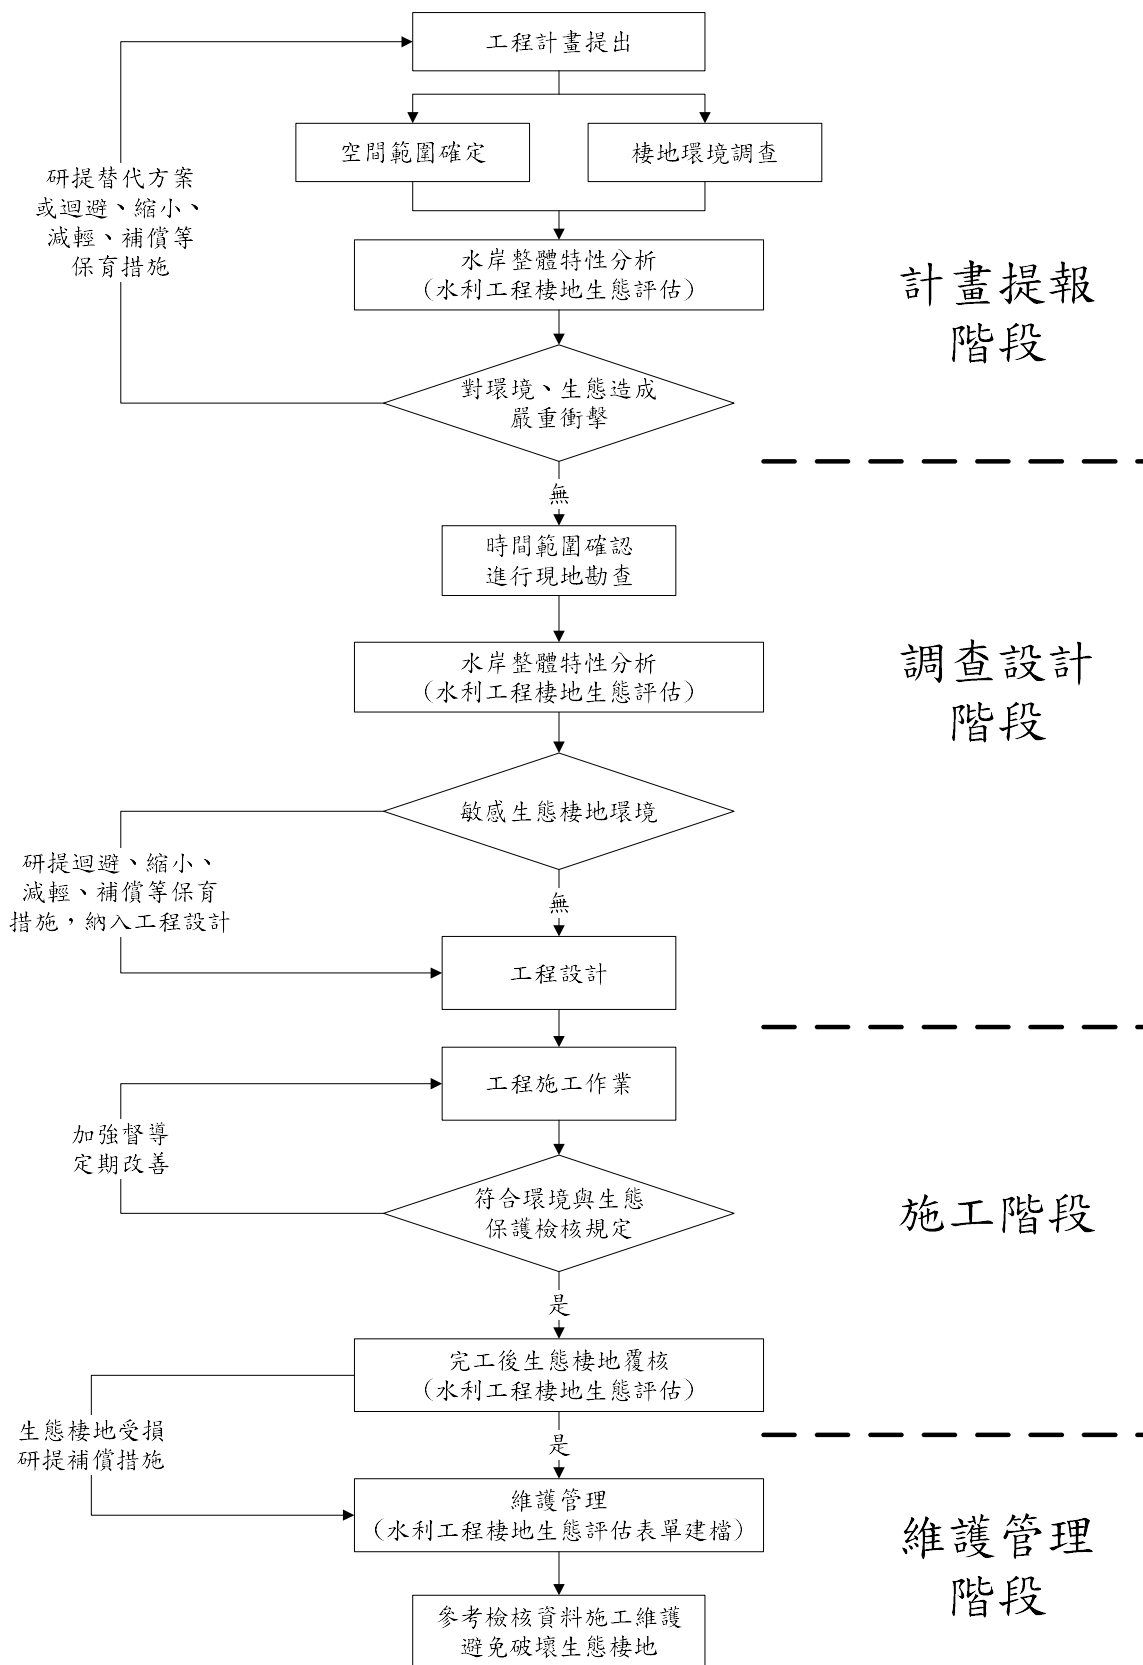 工程計畫提出
空間範圍確定
棲地環境調查
研提替代方案
或迴避、縮小、
減輕、補償等
保育措施
水岸整體特性分析
（水利工程棲地生態評估）
計畫提報
階段
對環境、生態造成
嚴重衝擊
無
時間範圍確認
進行現地勘查
水岸整體特性分析
（水利工程棲地生態評估）
調查設計
階段
敏感生態棲地環境
研提迴避、縮小、
減輕、補償等保育
措施，納入工程設計
無
工程設計
工程施工作業
加強督導
定期改善
符合環境與生態
保護檢核規定
施工階段
是
完工後生態棲地覆核
（水利工程棲地生態評估）
生態棲地受損
研提補償措施
是
維護管理
（水利工程棲地生態評估表單建檔）
維護管理
階段
參考檢核資料施工維護
避免破壞生態棲地